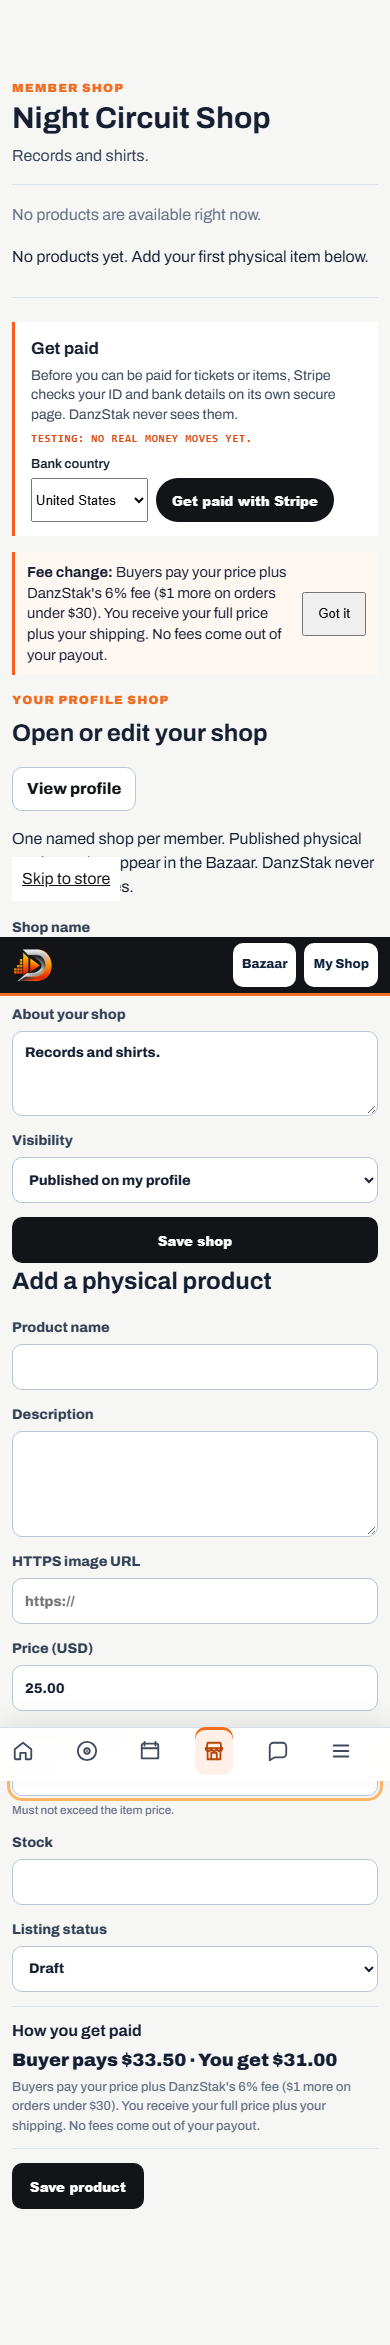 MEMBER SHOP
Night Circuit Shop
Records and shirts.
No products are available right now.
No products yet. Add your first physical item below.
Get paid
Before you can be paid for tickets or items, Stripe
checks your ID and bank details on its own secure
page. DanzStak never sees them.
TESTING: NO REAL MONEY MOVES YET.
Bank country
United States
Get paid with Stripe
Fee change: Buyers pay your price plus
DanzStak's 6% fee ($1 more on orders
under $30). You receive your full price
plus your shipping. No fees come out of
your payout.
Got it
YOUR PROFILE SHOP
Open or edit your shop
View profile
One named shop per member. Published physical
appear in the Bazaar. DanzStak never
Skip to store
Shop name
Bazaar
My Shop
About your shop
Records and shirts.
Visibility
Published on my profile
Save shop
Add a physical product
Product name
Description
HTTPS image URL
https://
Price (USD)
25.00
Must not exceed the item price.
Stock
Listing status
Draft
How you get paid
Buyer pays $33.50 · You get $31.00
Buyers pay your price plus DanzStak's 6% fee ($1 more on
orders under $30). You receive your full price plus your
shipping. No fees come out of your payout.
Save product